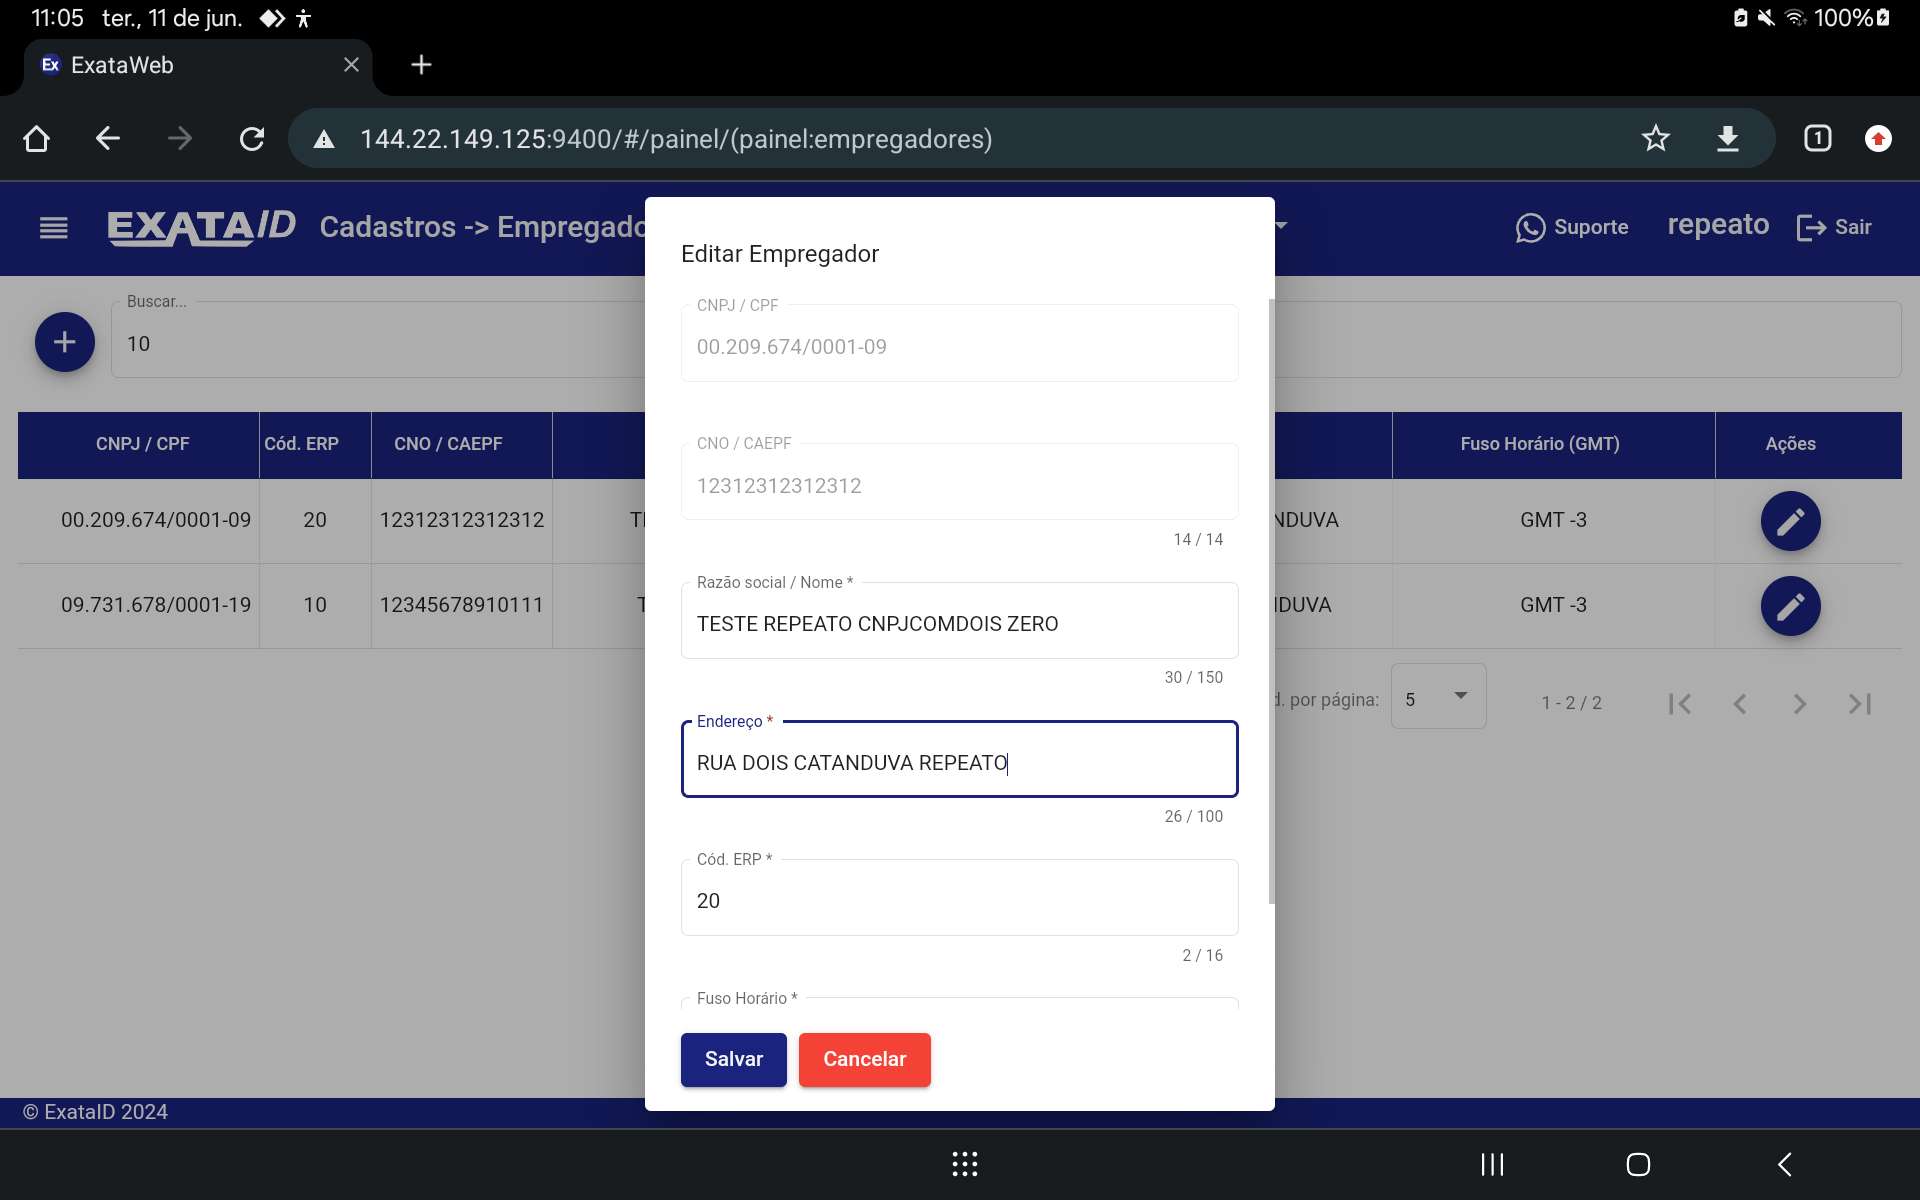 11:05 ter., 11 de jun. 100%
Ex ExataWeb
144.22.149.125:9400/#/painel/(painel:empregadores) 1
EXATAID Cadastros -> Empregado Suporte repeato Sair
Buscar...
10
CNPJ / CPF Cód. ERP CNO / CAEPF Fuso Horário (GMT) Ações
00.209.674/0001-09 20 12312312312312 NDUVA GMT -3
09.731.678/0001-19 10 12345678910111 T DUVA GMT -3
d. por página: 5 1 - 2 / 2
Editar Empregador
CNPJ / CPF
00.209.674/0001-09
CNO / CAEPF
12312312312312
14 / 14
Razão social / Nome *
TESTE REPEATO CNPJCOMDOIS ZERO
30 / 150
Endereço *
RUA DOIS CATANDUVA REPEATO
26 / 100
Cód. ERP *
20
2 / 16
Fuso Horário *
Salvar Cancelar
© ExataID 2024